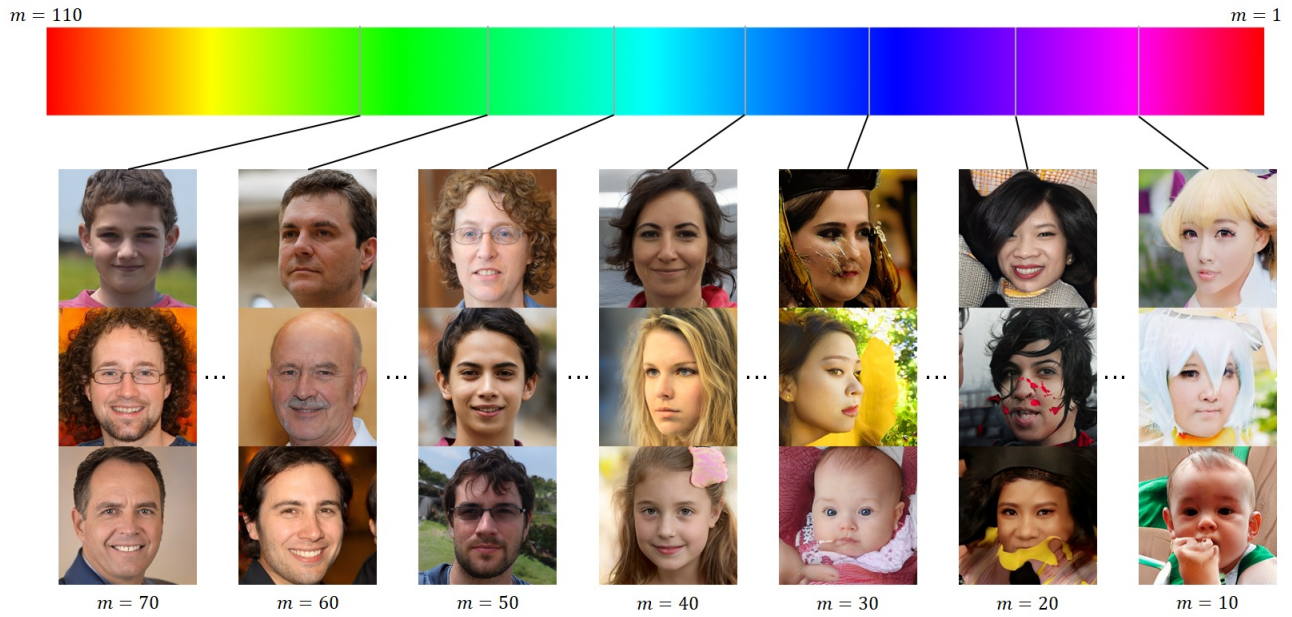 m = 110
m = 1
... ... ... ... ... ...
m = 70
m = 60
m = 50
m = 40
m = 30
m = 20
m = 10